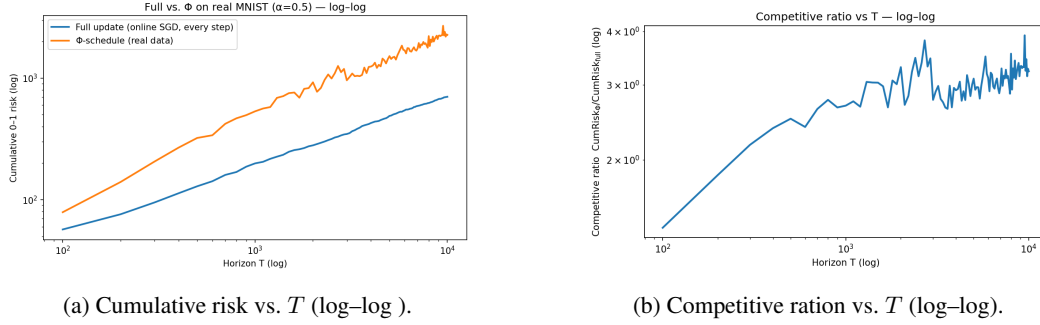 Full vs. Φ on real MNIST (α=0.5) — log–log
Full update (online SGD, every step)
Φ-schedule (real data)
Cumulative 0–1 risk (log)
10³
10²
10² 10³ 10⁴
Horizon T (log)
(a) Cumulative risk vs. T (log–log ).
Competitive ratio vs T — log–log
Competitive ratio CumRisk_Φ/CumRisk_full (log)
4 × 10⁰
3 × 10⁰
2 × 10⁰
10² 10³ 10⁴
Horizon T (log)
(b) Competitive ration vs. T (log–log).